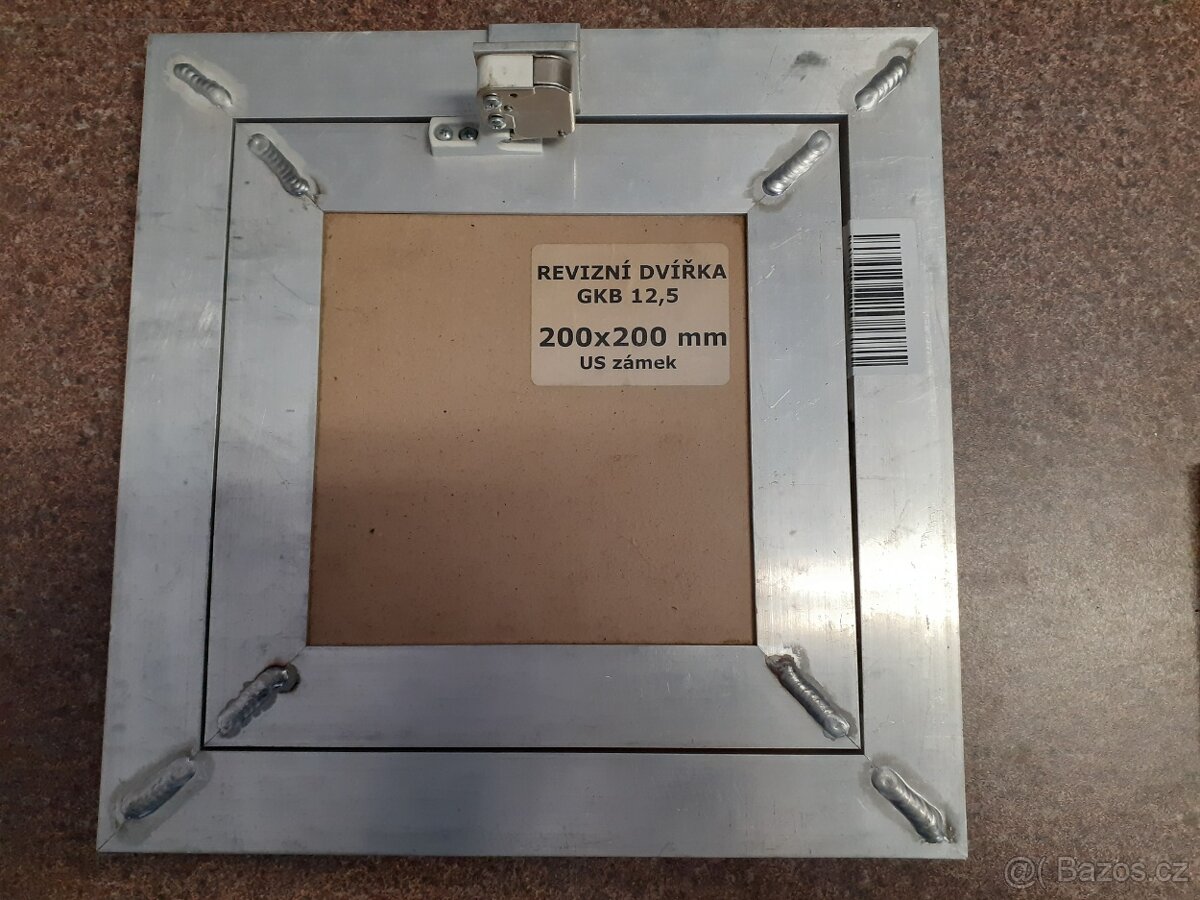 REVIZNÍ DVÍŘKA
GKB 12,5
200x200 mm
US zámek
@( Bazos.cz